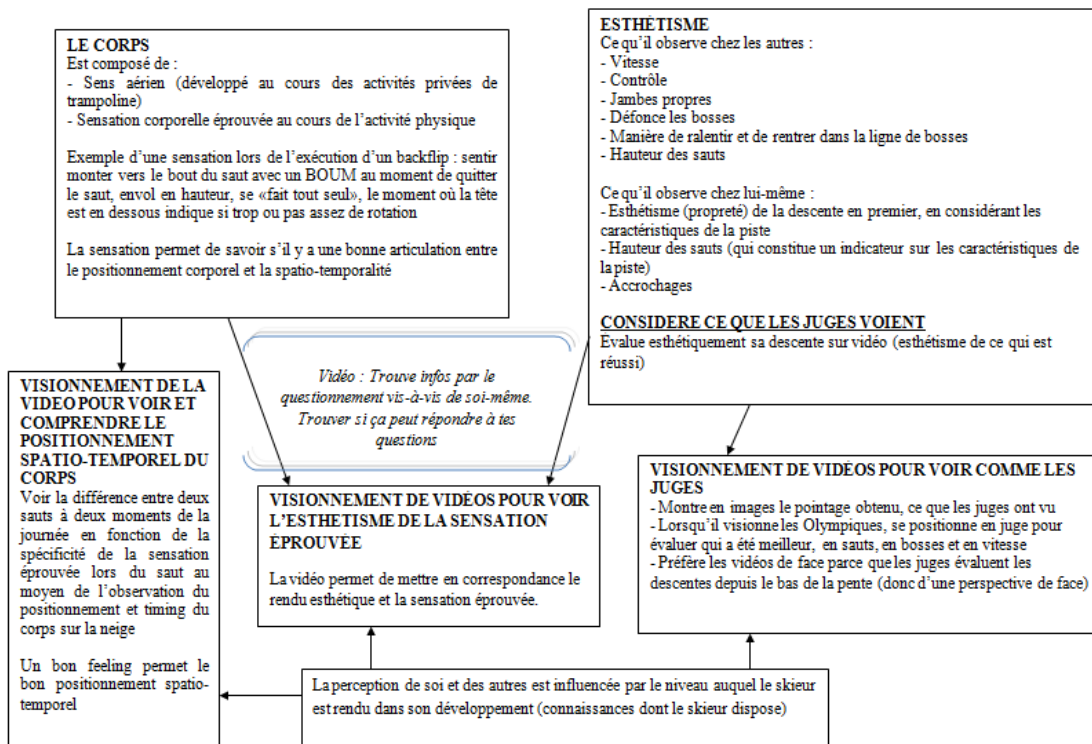 LE CORPS
Est composé de :
- Sens aérien (développé au cours des activités privées de
trampoline)
- Sensation corporelle éprouvée au cours de l'activité physique
Exemple d'une sensation lors de l'exécution d'un backflip : sentir
monter vers le bout du saut avec un BOUM au moment de quitter
le saut, envol en hauteur, se «fait tout seul», le moment où la tête
est en dessous indique si trop ou pas assez de rotation
La sensation permet de savoir s'il y a une bonne articulation entre
le positionnement corporel et la spatio-temporalité
ESTHÉTISME
Ce qu'il observe chez les autres :
- Vitesse
- Contrôle
- Jambes propres
- Défonce les bosses
- Manière de ralentir et de rentrer dans la ligne de bosses
- Hauteur des sauts
Ce qu'il observe chez lui-même :
- Esthétisme (propreté) de la descente en premier, en considérant les
caractéristiques de la piste
- Hauteur des sauts (qui constitue un indicateur sur les caractéristiques de
la piste)
- Accrochages
CONSIDERE CE QUE LES JUGES VOIENT
Évalue esthétiquement sa descente sur vidéo (esthétisme de ce qui est
réussi)
Vidéo : Trouve infos par le
questionnement vis-à-vis de soi-même.
Trouver si ça peut répondre à tes
questions
VISIONNEMENT DE LA
VIDEO POUR VOIR ET
COMPRENDRE LE
POSITIONNEMENT
SPATIO-TEMPOREL DU
CORPS
Voir la différence entre deux
sauts à deux moments de la
journée en fonction de la
spécificité de la sensation
éprouvée lors du saut au
moyen de l'observation du
positionnement et timing du
corps sur la neige
Un bon feeling permet le
bon positionnement spatio-
temporel
VISIONNEMENT DE VIDÉOS POUR VOIR
L'ESTHETISME DE LA SENSATION
ÉPROUVÉE
La vidéo permet de mettre en correspondance le
rendu esthétique et la sensation éprouvée.
VISIONNEMENT DE VIDÉOS POUR VOIR COMME LES
JUGES
- Montre en images le pointage obtenu, ce que les juges ont vu
- Lorsqu'il visionne les Olympiques, se positionne en juge pour
évaluer qui a été meilleur, en sauts, en bosses et en vitesse
- Préfère les vidéos de face parce que les juges évaluent les
descentes depuis le bas de la pente (donc d'une perspective de face)
La perception de soi et des autres est influencée par le niveau auquel le skieur
est rendu dans son développement (connaissances dont le skieur dispose)